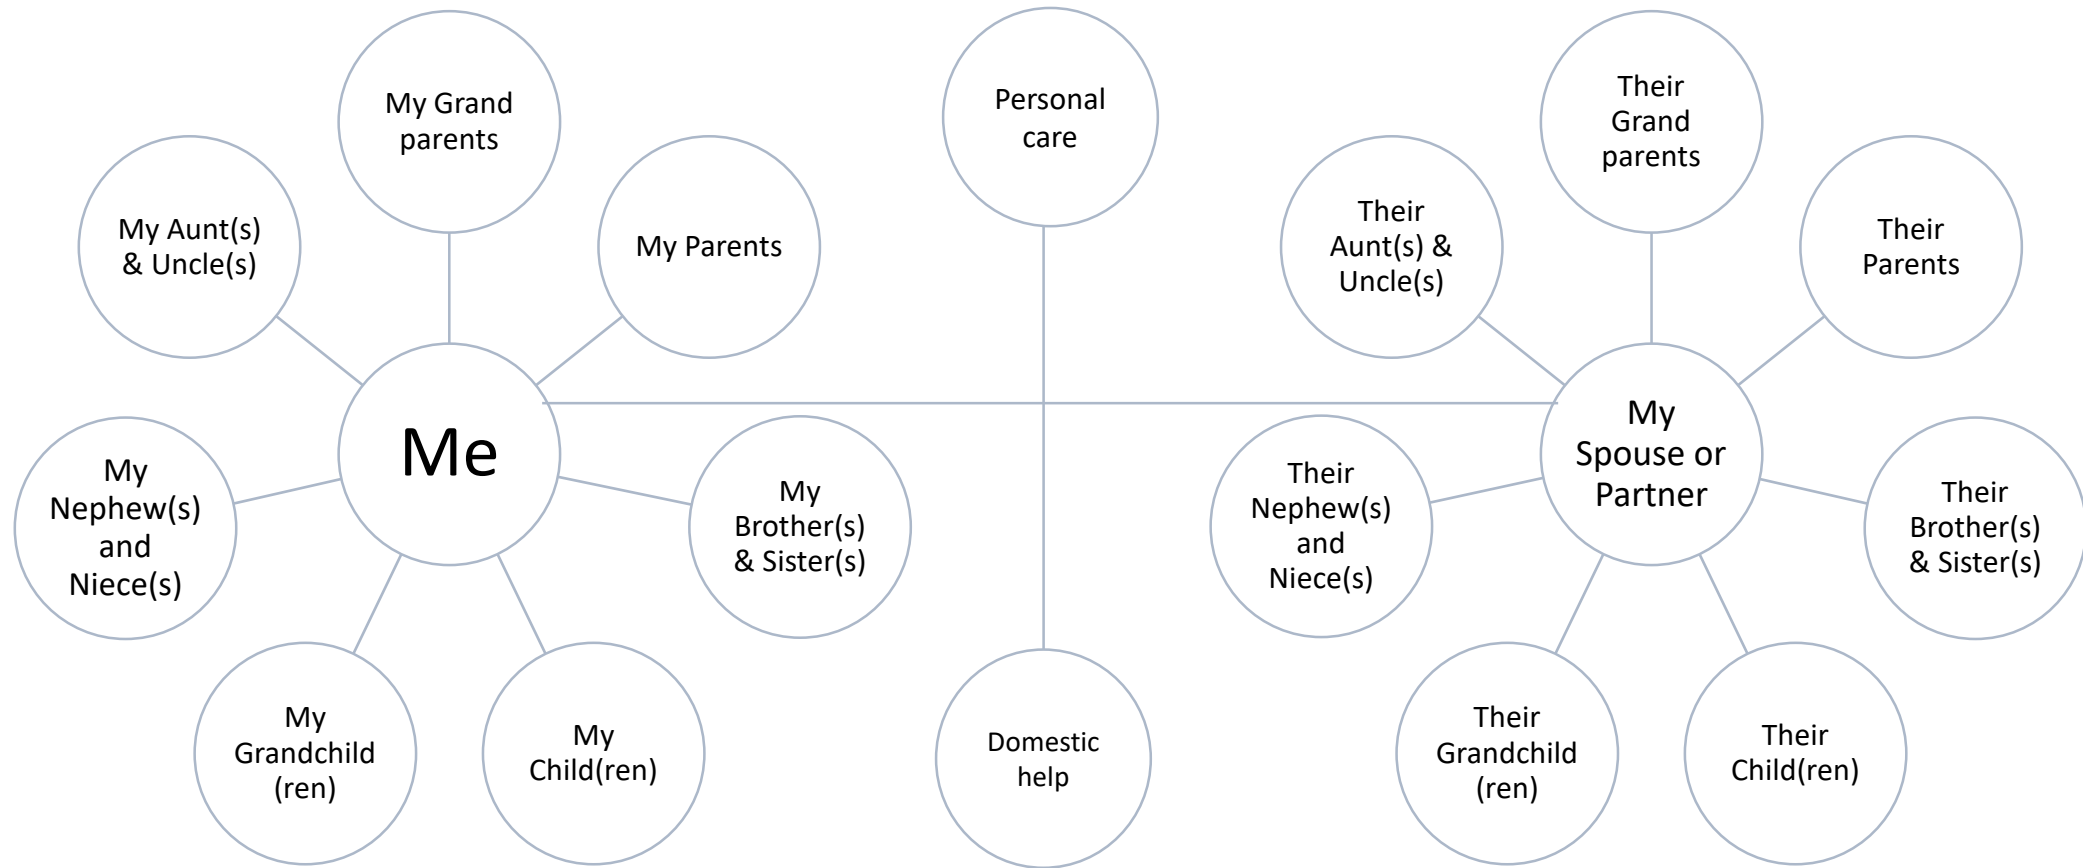 My Grand
parents
Personal
care
Their
Grand
parents
My Aunt(s)
& Uncle(s)
My Parents
Their
Aunt(s) &
Uncle(s)
Their
Parents
Me
My
Spouse or
Partner
My
Nephew(s)
and
Niece(s)
My
Brother(s)
& Sister(s)
Their
Nephew(s)
and
Niece(s)
Their
Brother(s)
& Sister(s)
My
Grandchild
(ren)
My
Child(ren)
Domestic
help
Their
Grandchild
(ren)
Their
Child(ren)